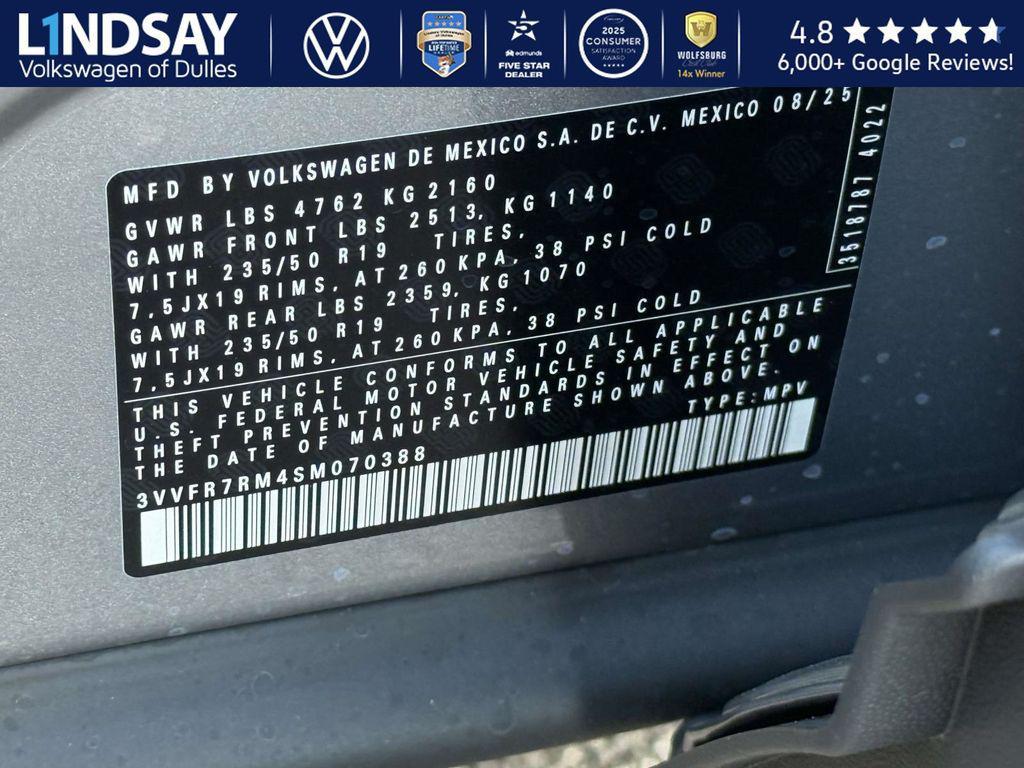 L1NDSAY
Volkswagen of Dulles
LIFETIME
edmunds
FIVE STAR
DEALER
2025
CONSUMER
SATISFACTION
AWARD
WOLFSBURG
14x Winner
4.8
6,000+ Google Reviews!
MFD BY VOLKSWAGEN DE MEXICO S.A. DE C.V. MEXICO 08/25
GVWR LBS 4762 KG 2160
GAWR FRONT LBS 2513, KG 1140
WITH 235/50 R19 TIRES,
7,5JX19 RIMS, AT 260 KPA, 38 PSI COLD
GAWR REAR LBS 2359, KG 1070
WITH 235/50 R19 TIRES,
7,5JX19 RIMS, AT 260 KPA, 38 PSI COLD
THIS VEHICLE CONFORMS TO ALL APPLICABLE
U.S. FEDERAL MOTOR VEHICLE SAFETY AND
THEFT PREVENTION STANDARDS IN EFFECT ON
THE DATE OF MANUFACTURE SHOWN ABOVE.
3VVFR7RM4SM070388 TYPE:MPV
3518787 4022